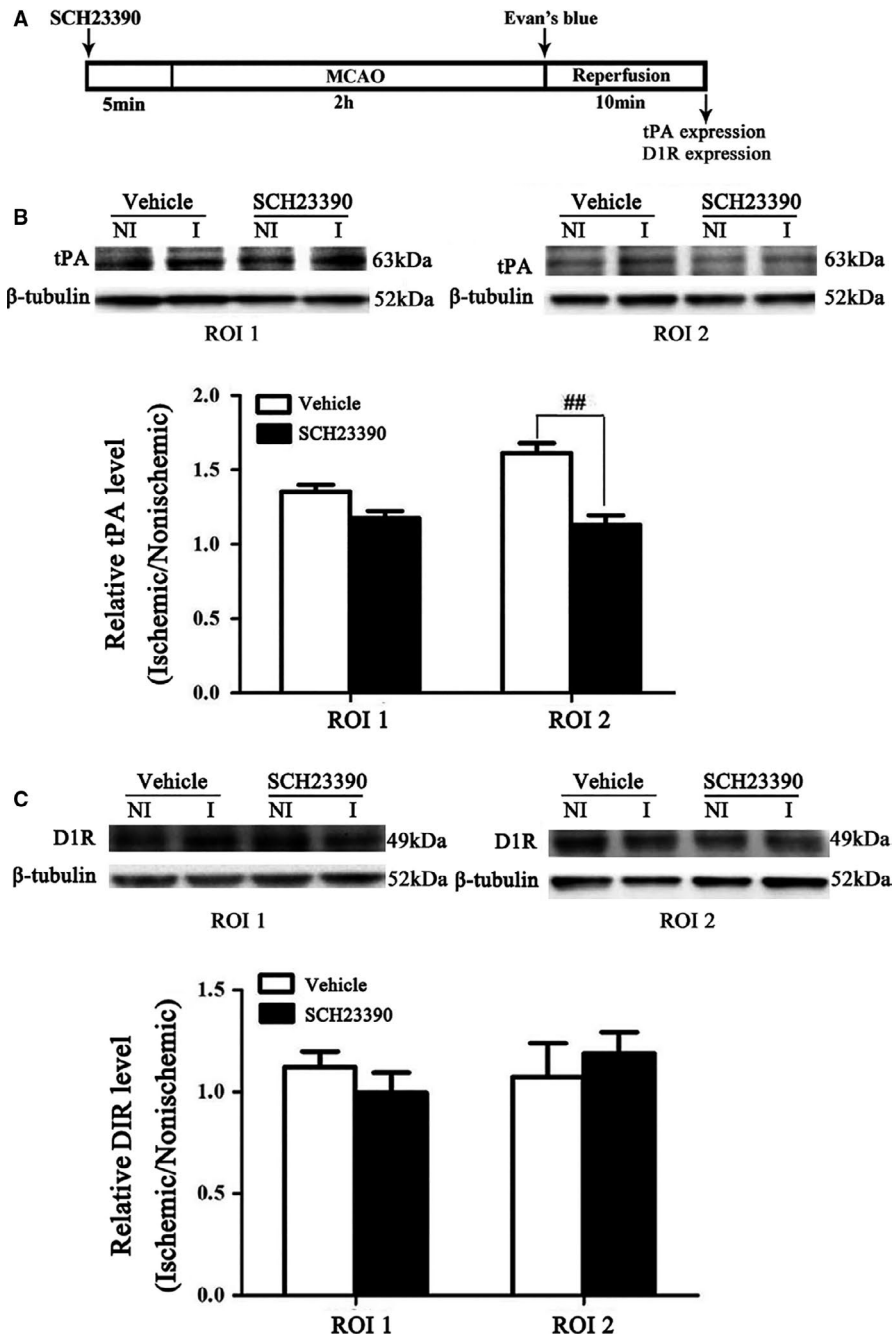 A
SCH23390
Evan's blue
MCAO
Reperfusion
5min
2h
10min
tPA expression
D1R expression
B
Vehicle
SCH23390
NI
I
NI
I
tPA
63kDa
β-tubulin
52kDa
ROI 1
Vehicle
SCH23390
NI
I
NI
I
tPA
63kDa
β-tubulin
52kDa
ROI 2
Relative tPA level
(Ischemic/Nonischemic)
2.0
1.5
1.0
0.5
0.0
Vehicle
SCH23390
##
ROI 1
ROI 2
C
Vehicle
SCH23390
NI
I
NI
I
D1R
49kDa
β-tubulin
52kDa
ROI 1
Vehicle
SCH23390
NI
I
NI
I
D1R
49kDa
β-tubulin
52kDa
ROI 2
Relative DIR level
(Ischemic/Nonischemic)
1.5
1.0
0.5
0.0
Vehicle
SCH23390
ROI 1
ROI 2